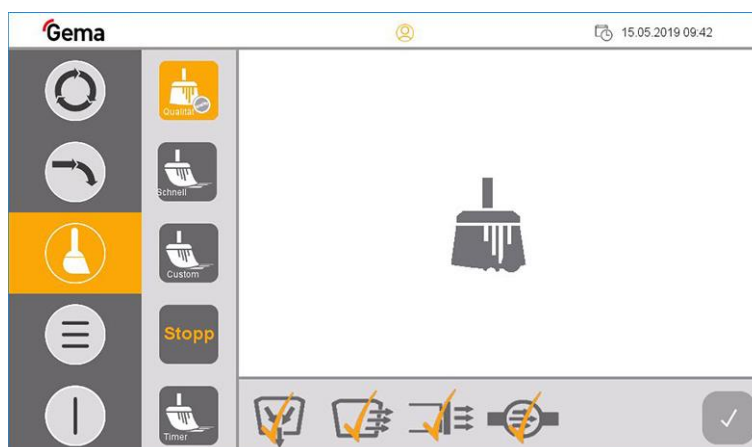 Gema
15.05.2019 09:42
Qualität
Schnell
Custom
Stopp
Timer